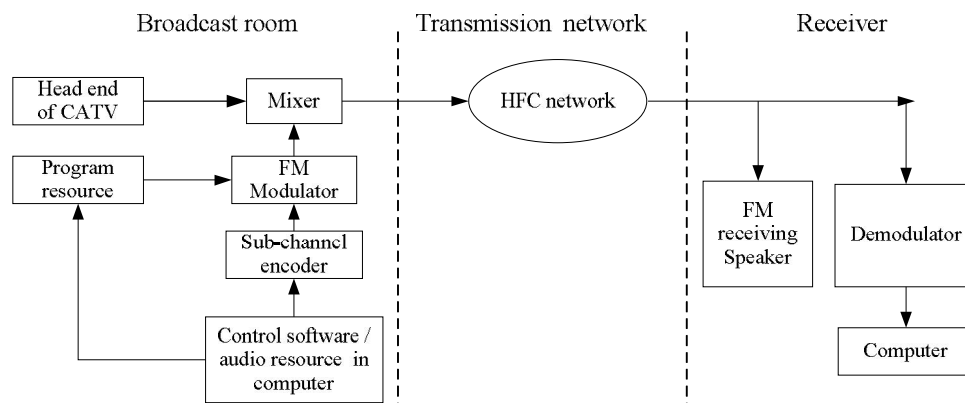 Broadcast room
Transmission network
Receiver
Head end
of CATV
Mixer
HFC network
Program
resource
FM
Modulator
Sub-channel
encoder
Control software /
audio resource in
computer
FM
receiving
Speaker
Demodulator
Computer